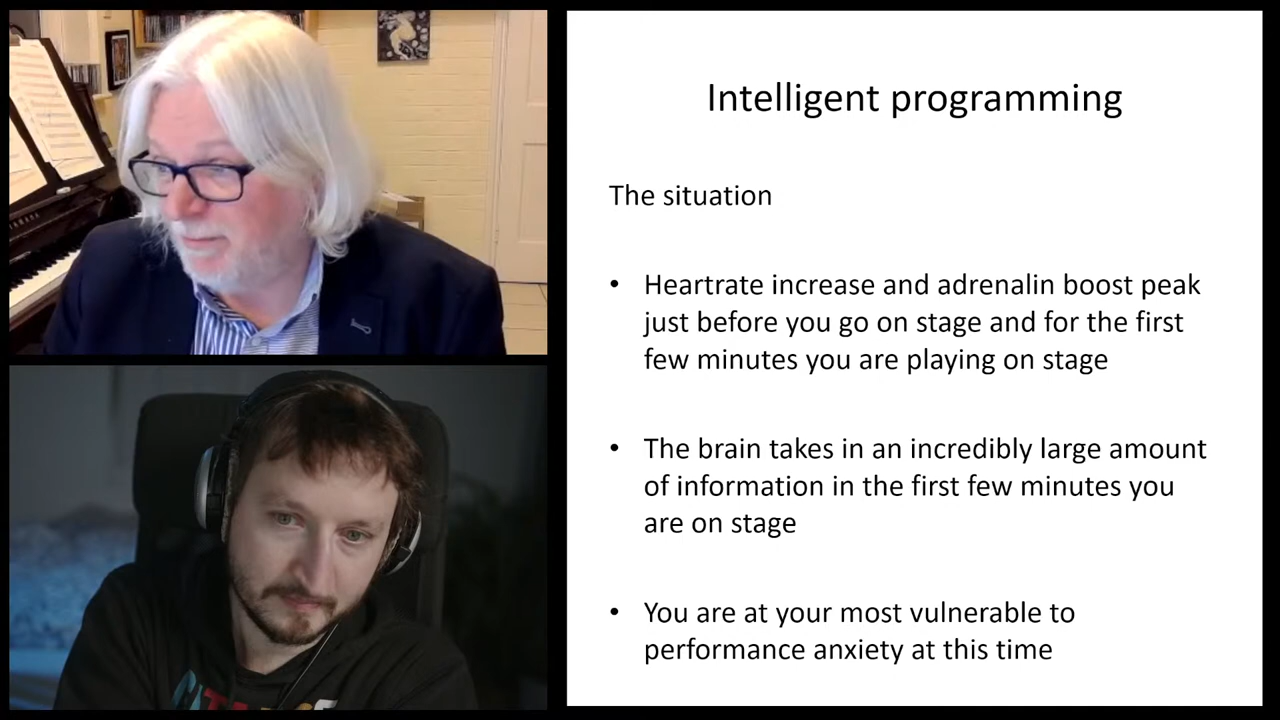 Intelligent programming
The situation
• Heartrate increase and adrenalin boost peak
just before you go on stage and for the first
few minutes you are playing on stage
• The brain takes in an incredibly large amount
of information in the first few minutes you
are on stage
• You are at your most vulnerable to
performance anxiety at this time